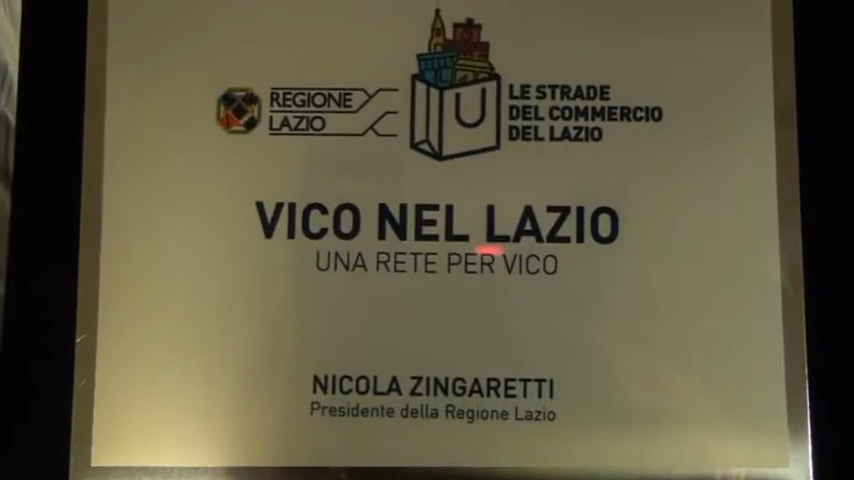 REGIONE
LAZIO
LE STRADE
DEL COMMERCIO
DEL LAZIO
VICO NEL LAZIO
UNA RETE PER VICO
NICOLA ZINGARETTI
Presidente della Regione Lazio